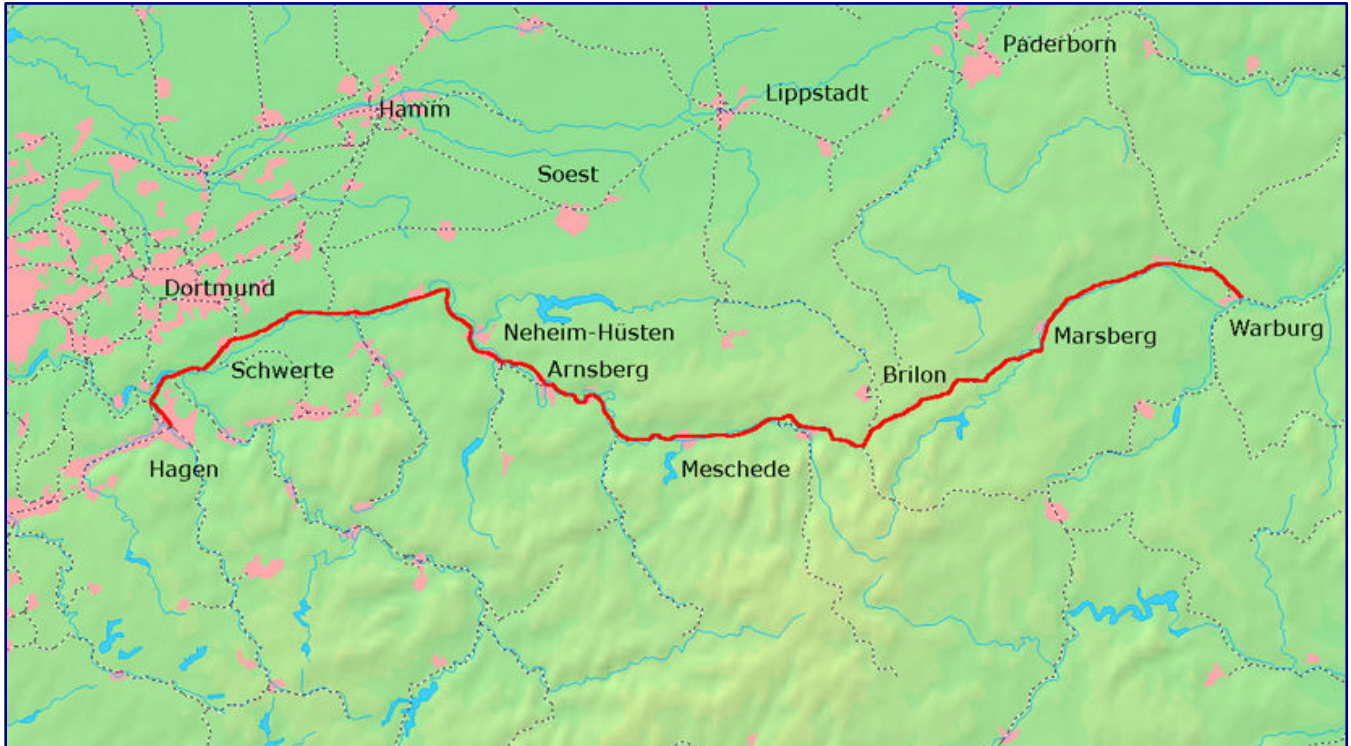 Paderborn
Lippstadt
Hamm
Soest
Dortmund
Neheim-Hüsten
Warburg
Marsberg
Schwerte
Arnsberg
Brilon
Hagen
Meschede